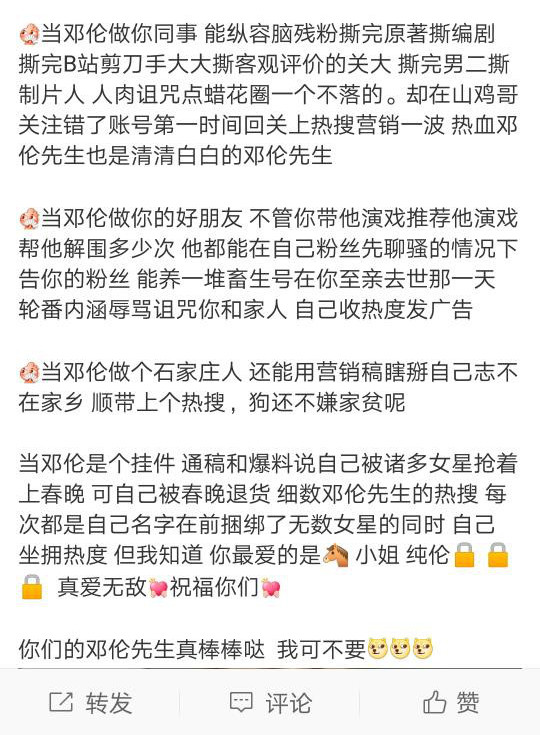 🐶当邓伦做你同事 能纵容脑残粉撕完原著撕编剧
撕完B站剪刀手大大撕客观评价的关大 撕完男二撕
制片人 人肉诅咒点蜡花圈一个不落的。却在山鸡哥
关注错了账号第一时间回关上热搜营销一波 热血邓
伦先生也是清清白白的邓伦先生
🐶当邓伦做你的好朋友 不管你带他演戏推荐他演戏
帮他解围多少次 他都能在自己粉丝先聊骚的情况下
告你的粉丝 能养一堆畜生号在你至亲去世那一天
轮番内涵辱骂诅咒你和家人 自己收热度发广告
🐶当邓伦做个石家庄人 还能用营销稿瞎掰自己志不
在家乡 顺带上个热搜，狗还不嫌家贫呢
当邓伦是个挂件 通稿和爆料说自己被诸多女星抢着
上春晚 可自己被春晚退货 细数邓伦先生的热搜 每
次都是自己名字在前捆绑了无数女星的同时 自己
坐拥热度 但我知道 你最爱的是🐴 小姐 纯伦🔒 🔒
🔒 真爱无敌💘祝福你们💘
你们的邓伦先生真棒棒哒 我可不要🐶🐶🐶
转发
评论
赞